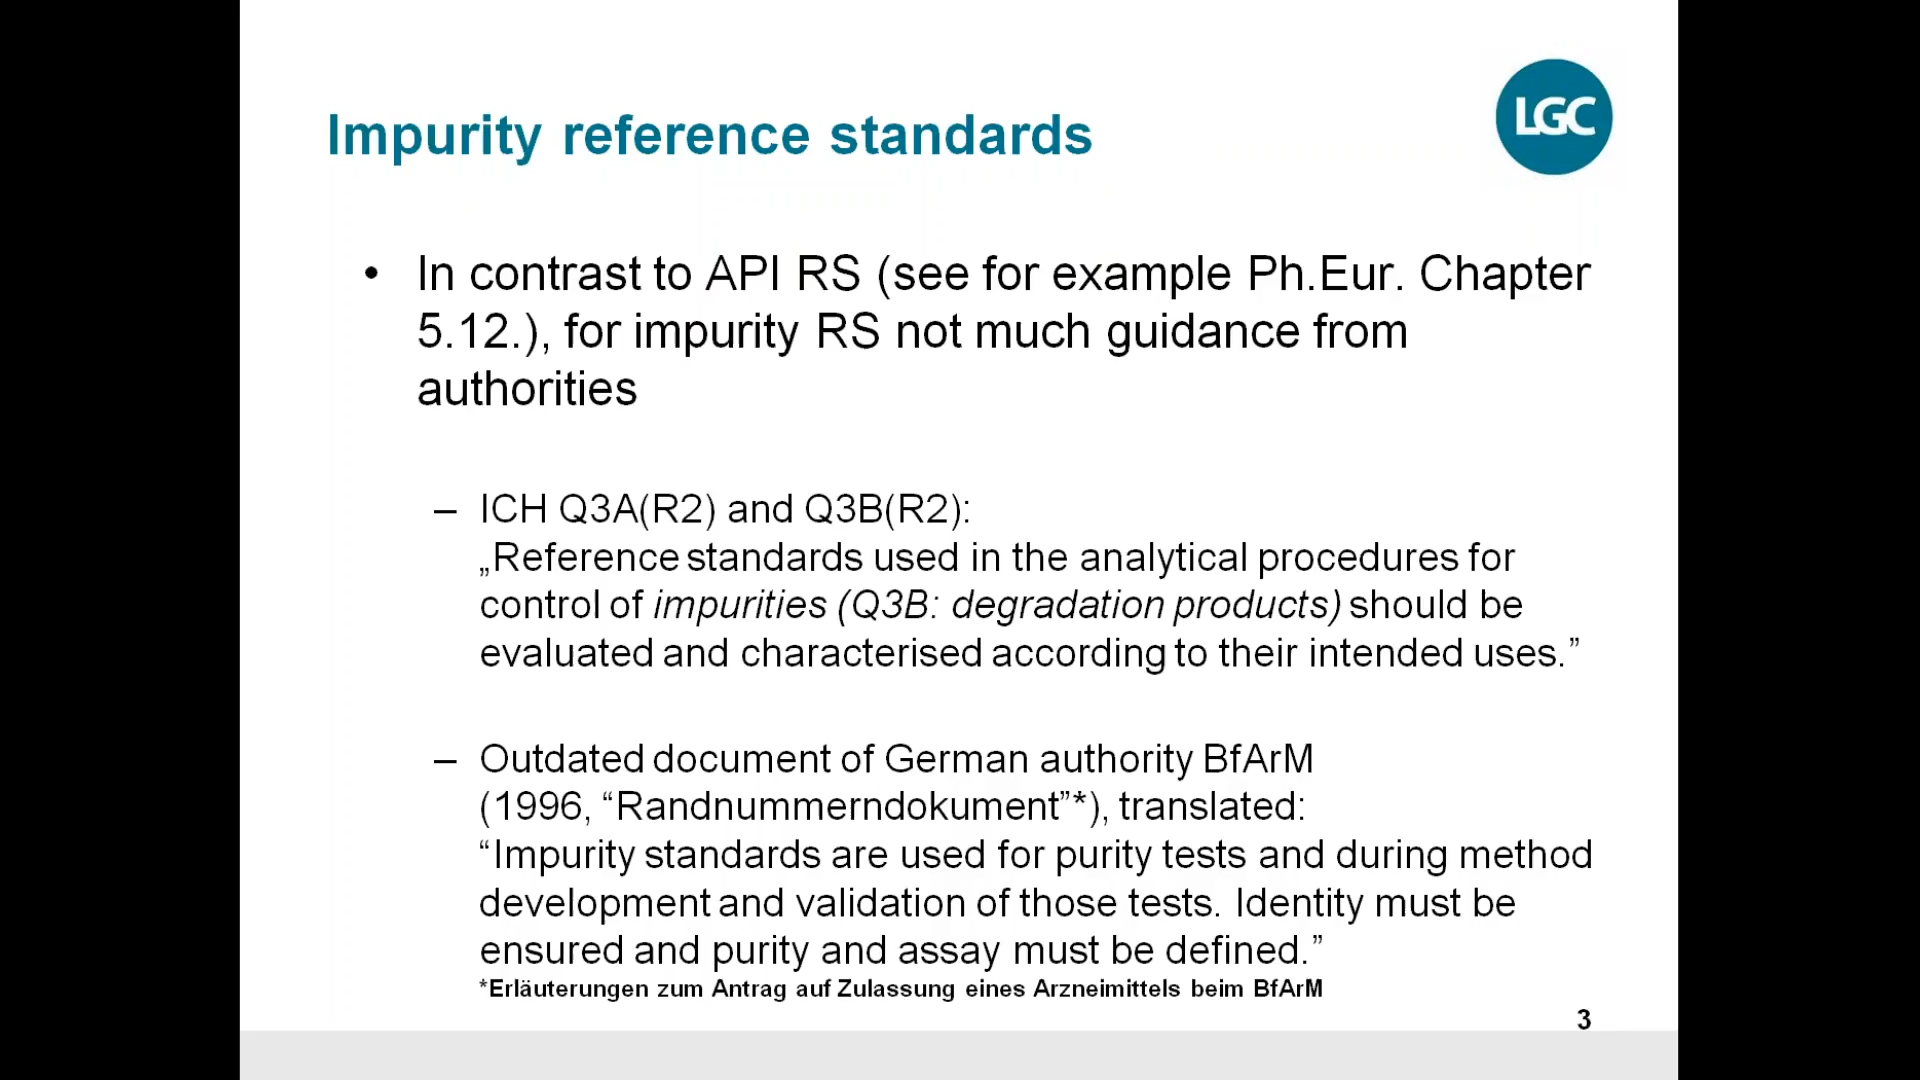 LGC
Impurity reference standards
• In contrast to API RS (see for example Ph.Eur. Chapter
5.12.), for impurity RS not much guidance from
authorities
– ICH Q3A(R2) and Q3B(R2):
„Reference standards used in the analytical procedures for
control of impurities (Q3B: degradation products) should be
evaluated and characterised according to their intended uses.”
– Outdated document of German authority BfArM
(1996, “Randnummerndokument”*), translated:
“Impurity standards are used for purity tests and during method
development and validation of those tests. Identity must be
ensured and purity and assay must be defined.”
*Erläuterungen zum Antrag auf Zulassung eines Arzneimittels beim BfArM
3